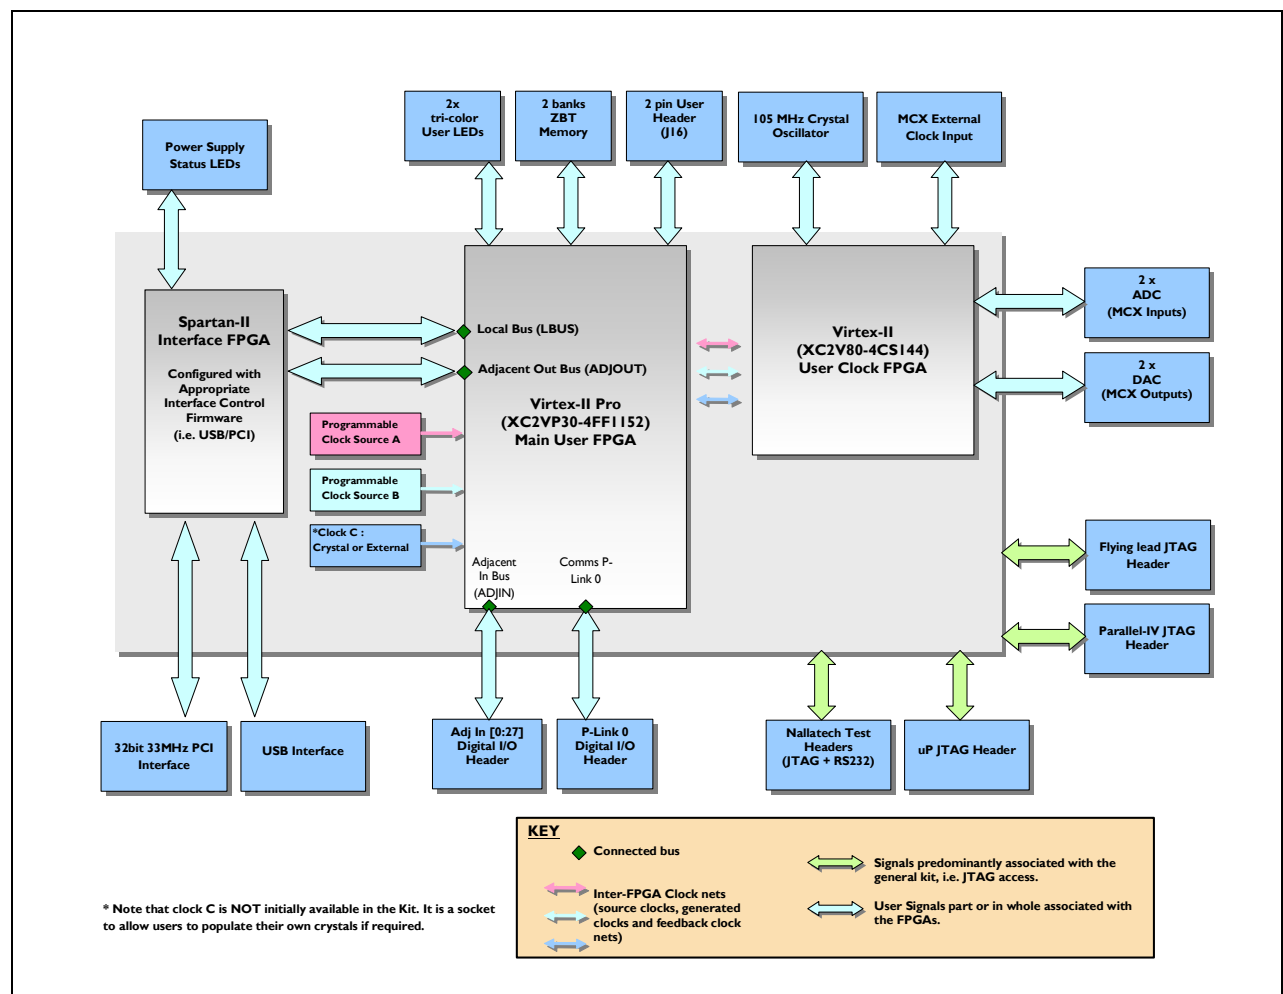 2x
tri-color
User LEDs
2 banks
ZBT
Memory
2 pin User
Header
(J16)
105 MHz Crystal
Oscillator
MCX External
Clock Input
Power Supply
Status LEDs
Spartan-II
Interface FPGA
Configured with
Appropriate
Interface Control
Firmware
(i.e. USB/PCI)
Local Bus (LBUS)
Adjacent Out Bus (ADJOUT)
Virtex-II Pro
(XC2VP30-4FF1152)
Main User FPGA
Virtex-II
(XC2V80-4CS144)
User Clock FPGA
2 x
ADC
(MCX Inputs)
2 x
DAC
(MCX Outputs)
Programmable
Clock Source A
Programmable
Clock Source B
*Clock C :
Crystal or External
Adjacent
In Bus
(ADJIN)
Comms P-
Link 0
Flying lead JTAG
Header
Parallel-IV JTAG
Header
32bit 33MHz PCI
Interface
USB Interface
Adj In [0:27]
Digital I/O
Header
P-Link 0
Digital I/O
Header
Nallatech Test
Headers
(JTAG + RS232)
uP JTAG Header
KEY
Connected bus
Inter-FPGA Clock nets
(source clocks, generated
clocks and feedback clock
nets)
Signals predominantly associated with the
general kit, i.e. JTAG access.
User Signals part or in whole associated with
the FPGAs.
* Note that clock C is NOT initially available in the Kit. It is a socket
to allow users to populate their own crystals if required.